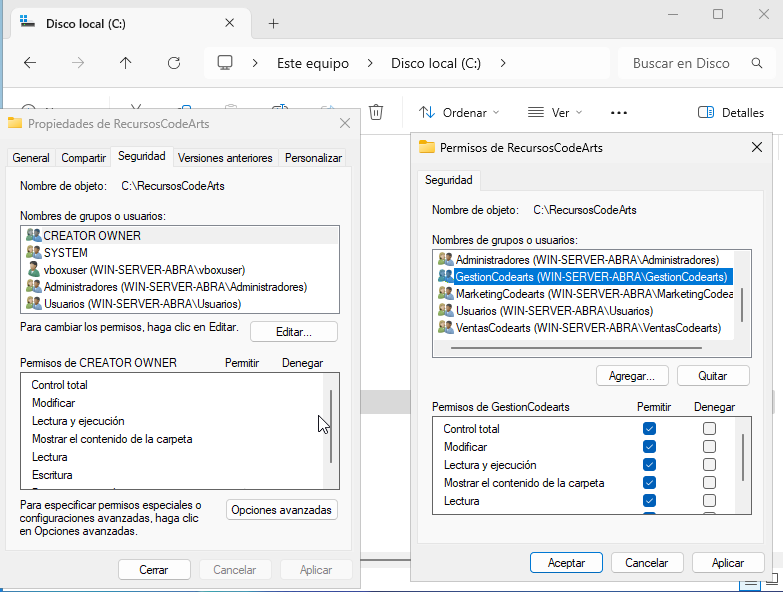 Disco local (C:)
Este equipo
Disco local (C:)
Buscar en Disco
Ordenar
Ver
Detalles
Propiedades de RecursosCodeArts
General
Compartir
Seguridad
Versiones anteriores
Personalizar
Nombre de objeto: C:\RecursosCodeArts
Nombres de grupos o usuarios:
CREATOR OWNER
SYSTEM
vboxuser (WIN-SERVER-ABRA\vboxuser)
Administradores (WIN-SERVER-ABRA\Administradores)
Usuarios (WIN-SERVER-ABRA\Usuarios)
Para cambiar los permisos, haga clic en Editar.
Editar...
Permisos de CREATOR OWNER
Permitir
Denegar
Control total
Modificar
Lectura y ejecución
Mostrar el contenido de la carpeta
Lectura
Escritura
Para especificar permisos especiales o
configuraciones avanzadas, haga clic
en Opciones avanzadas.
Opciones avanzadas
Cerrar
Cancelar
Aplicar
Permisos de RecursosCodeArts
Seguridad
Nombre de objeto: C:\RecursosCodeArts
Nombres de grupos o usuarios:
Administradores (WIN-SERVER-ABRA\Administradores)
GestionCodearts (WIN-SERVER-ABRA\GestionCodearts)
MarketingCodearts (WIN-SERVER-ABRA\MarketingCodea
Usuarios (WIN-SERVER-ABRA\Usuarios)
VentasCodearts (WIN-SERVER-ABRA\VentasCodearts)
Agregar...
Quitar
Permisos de GestionCodearts
Permitir
Denegar
Control total
Modificar
Lectura y ejecución
Mostrar el contenido de la carpeta
Lectura
Aceptar
Cancelar
Aplicar